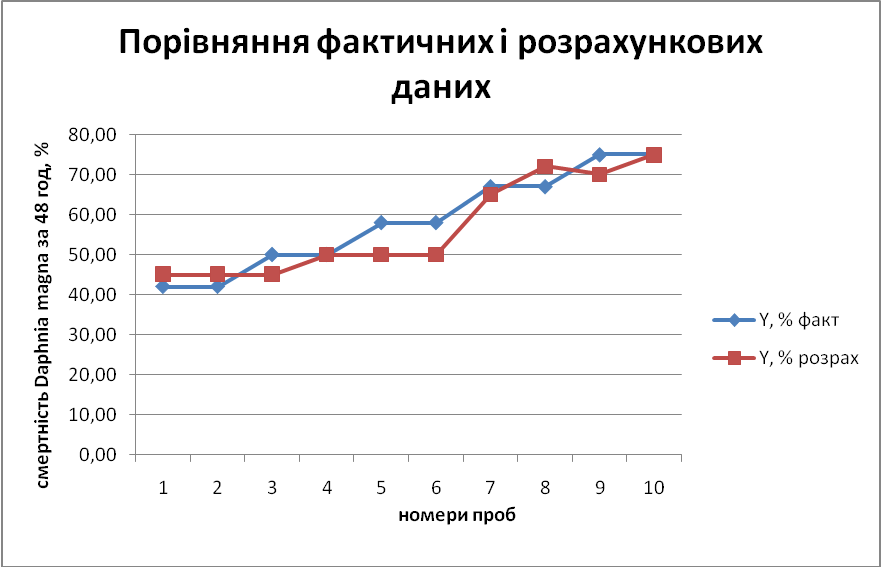 Порівняння фактичних і розрахункових
даних
смертність Daphnia magna за 48 год, %
80,00
70,00
60,00
50,00
40,00
30,00
20,00
10,00
0,00
1 2 3 4 5 6 7 8 9 10
номери проб
Y, % факт
Y, % розрах